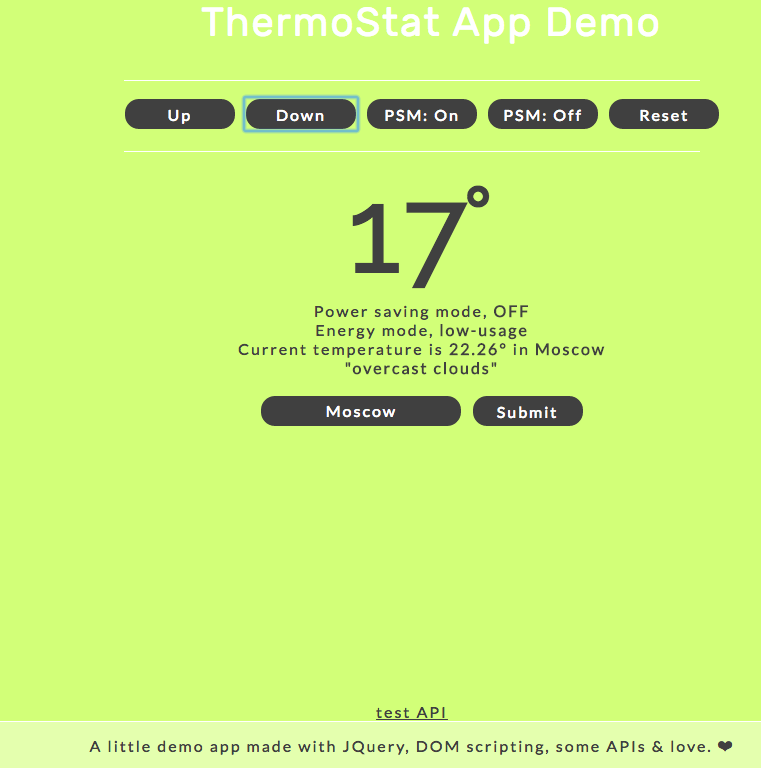 ThermoStat App Demo
Up Down PSM: On PSM: Off Reset
17°
Power saving mode, OFF
Energy mode, low-usage
Current temperature is 22.26° in Moscow
"overcast clouds"
Moscow Submit
test API
A little demo app made with JQuery, DOM scripting, some APIs & love. ❤